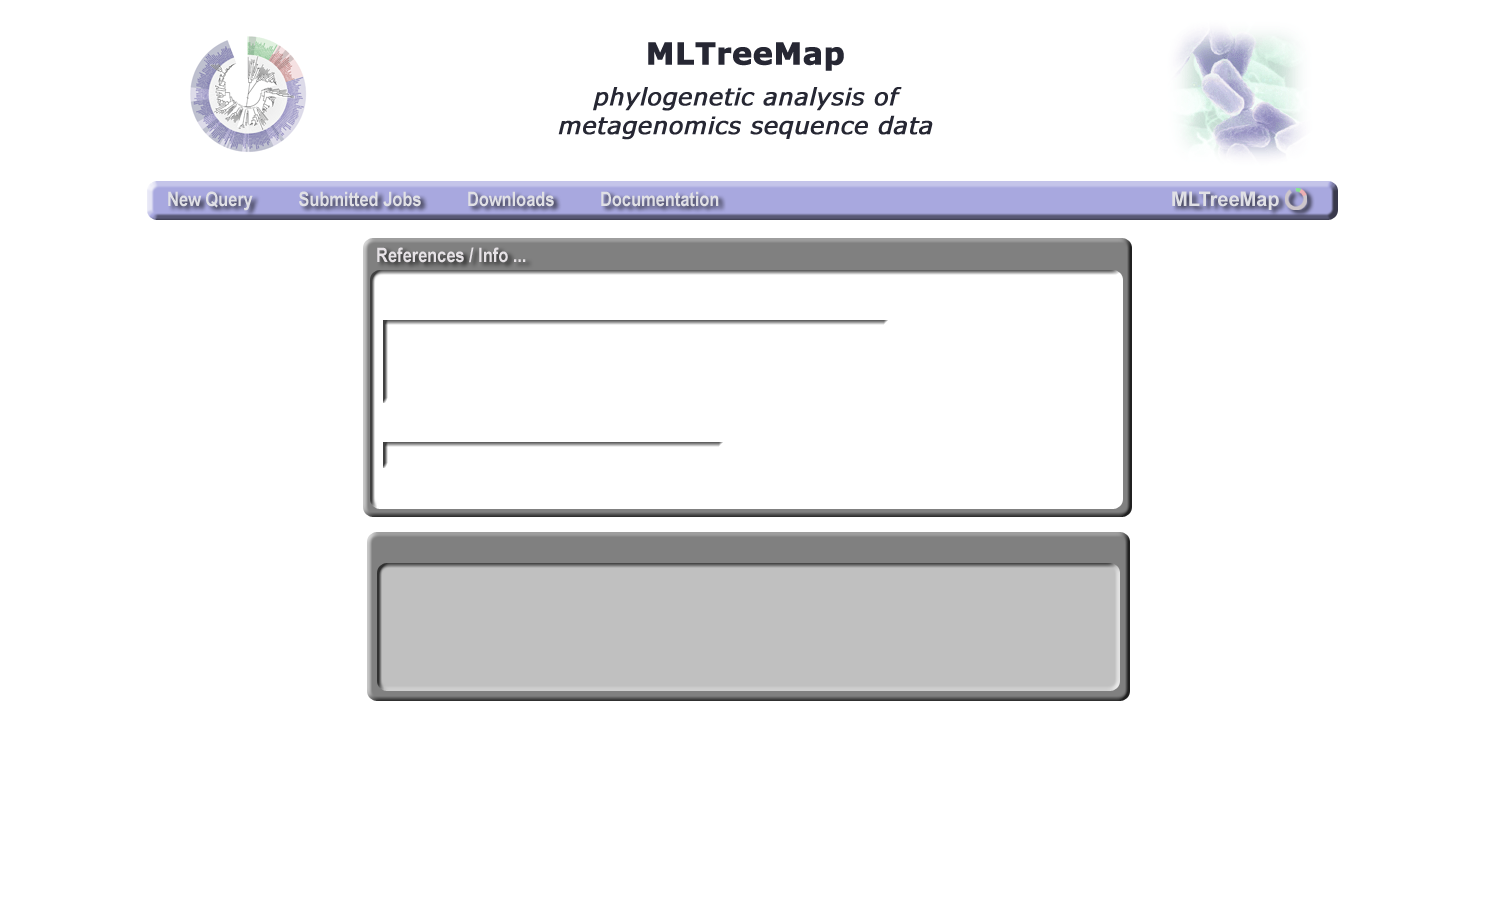 MLTreeMap
phylogenetic analysis of
metagenomics sequence data
New Query Submitted Jobs Downloads Documentation MLTreeMap
References / Info ...